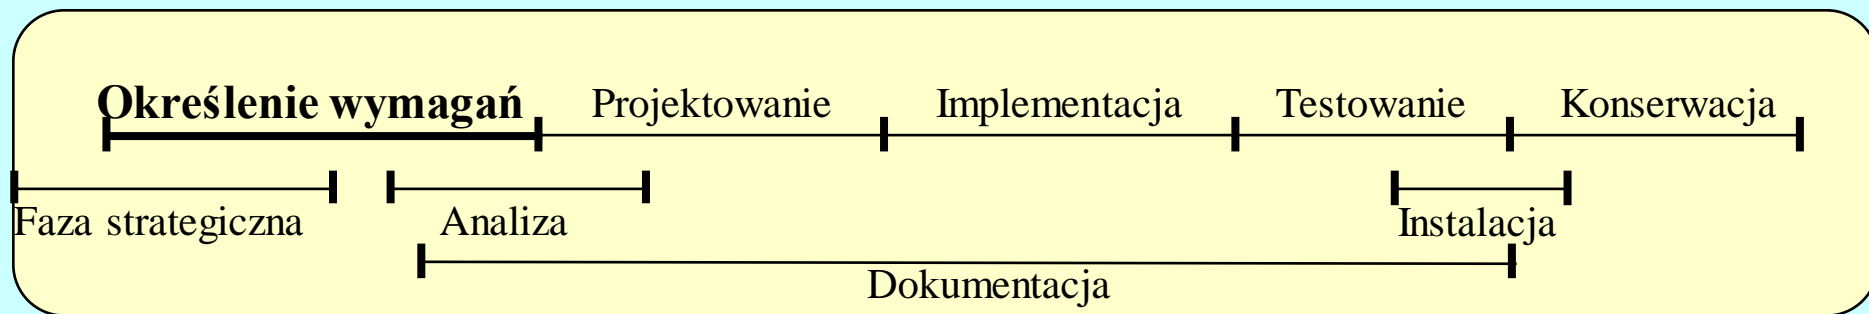 Określenie wymagań Projektowanie Implementacja Testowanie Konserwacja
Faza strategiczna Analiza Instalacja
Dokumentacja